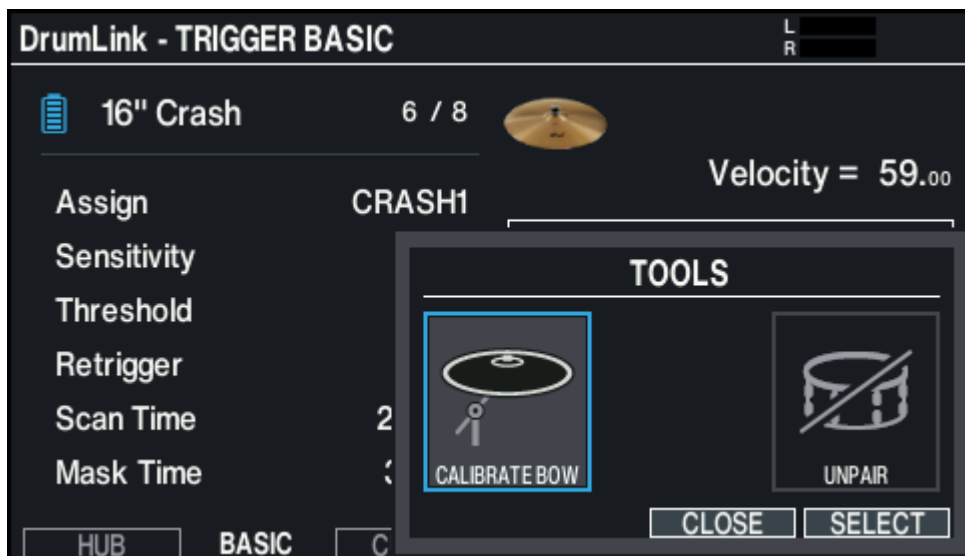 DrumLink - TRIGGER BASIC
L
R
16" Crash 6 / 8
Velocity = 59.00
Assign CRASH1
Sensitivity
Threshold
Retrigger
Scan Time 2
Mask Time
TOOLS
CALIBRATE BOW
UNPAIR
CLOSE SELECT
HUB BASIC C